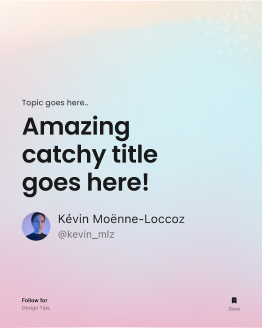 Topic goes here..
Amazing
catchy title
goes here!
Kévin Moënne-Loccoz
@kevin_mlz
Follow for
Design Tips
Save